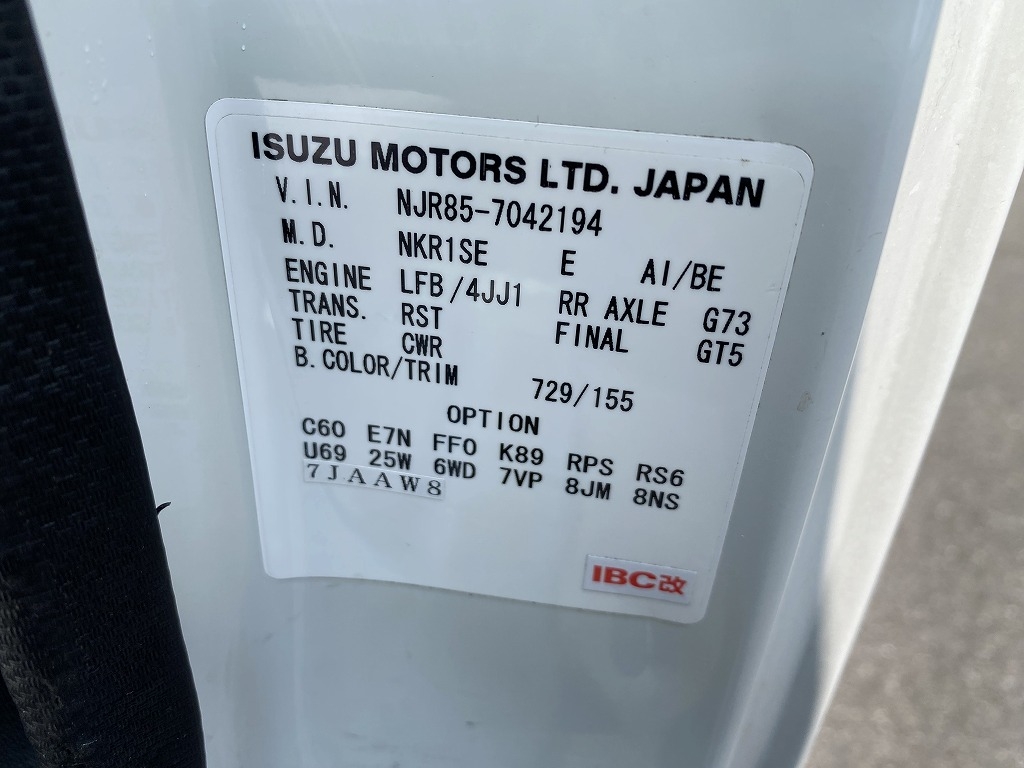 ISUZU MOTORS LTD. JAPAN
V.I.N. NJR85-7042194
M.D. NKR1SE E AI/BE
ENGINE LFB/4JJ1 RR AXLE G73
TRANS. RST FINAL GT5
TIRE CWR
B.COLOR/TRIM 729/155
OPTION
C60 E7N FF0 K89 RPS RS6
U69 25W 6WD 7VP 8JM 8NS
7JAAW8
IBC改